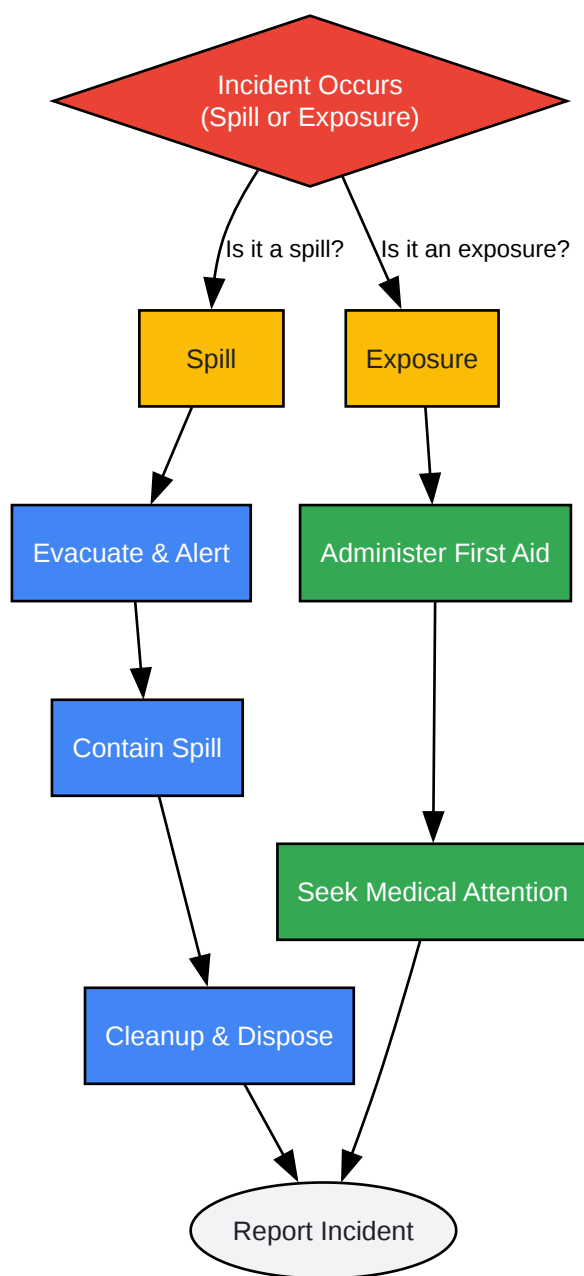 Incident Occurs
(Spill or Exposure)
Is it a spill?
Is it an exposure?
Spill
Exposure
Evacuate & Alert
Administer First Aid
Contain Spill
Seek Medical Attention
Cleanup & Dispose
Report Incident